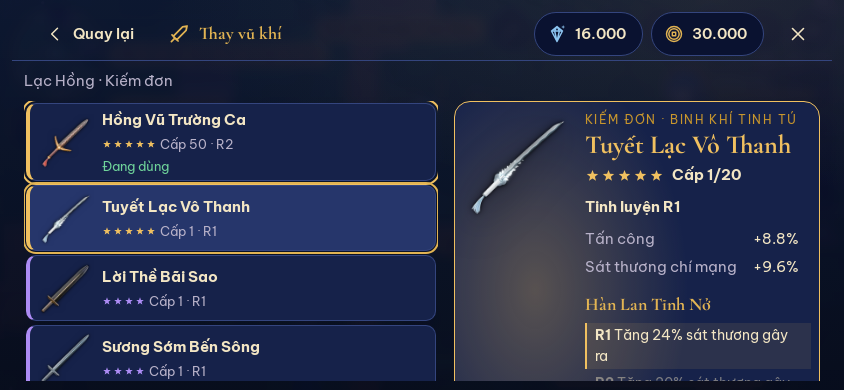 Quay lại
Thay vũ khí
16.000
30.000
Lạc Hồng · Kiếm đơn
Hồng Vũ Trường Ca
★★★★★ Cấp 50 · R2
Đang dùng
Tuyết Lạc Vô Thanh
★★★★★ Cấp 1 · R1
Lời Thề Bãi Sao
★★★★ Cấp 1 · R1
Sương Sớm Bến Sông
★★★★ Cấp 1 · R1
KIẾM ĐƠN · BINH KHÍ TINH TÚ
Tuyết Lạc Vô Thanh
★★★★★ Cấp 1/20
Tinh luyện R1
Tấn công +8.8%
Sát thương chí mạng +9.6%
Hàn Lan Tinh Nở
R1 Tăng 24% sát thương gây
ra